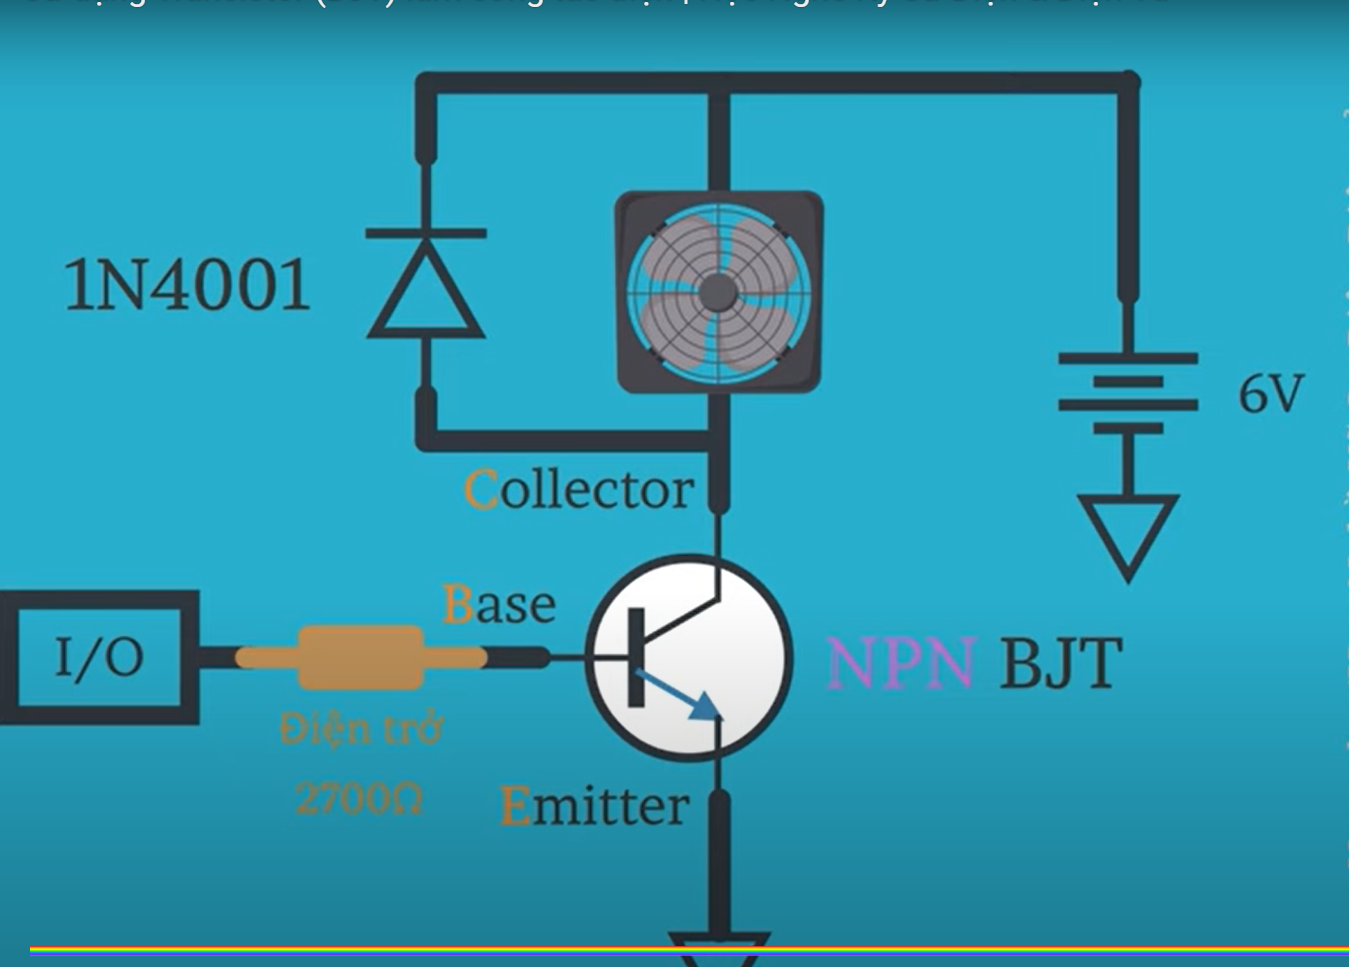 1N4001
6V
Collector
Base
I/O
NPN BJT
Điện trở
2700Ω
Emitter